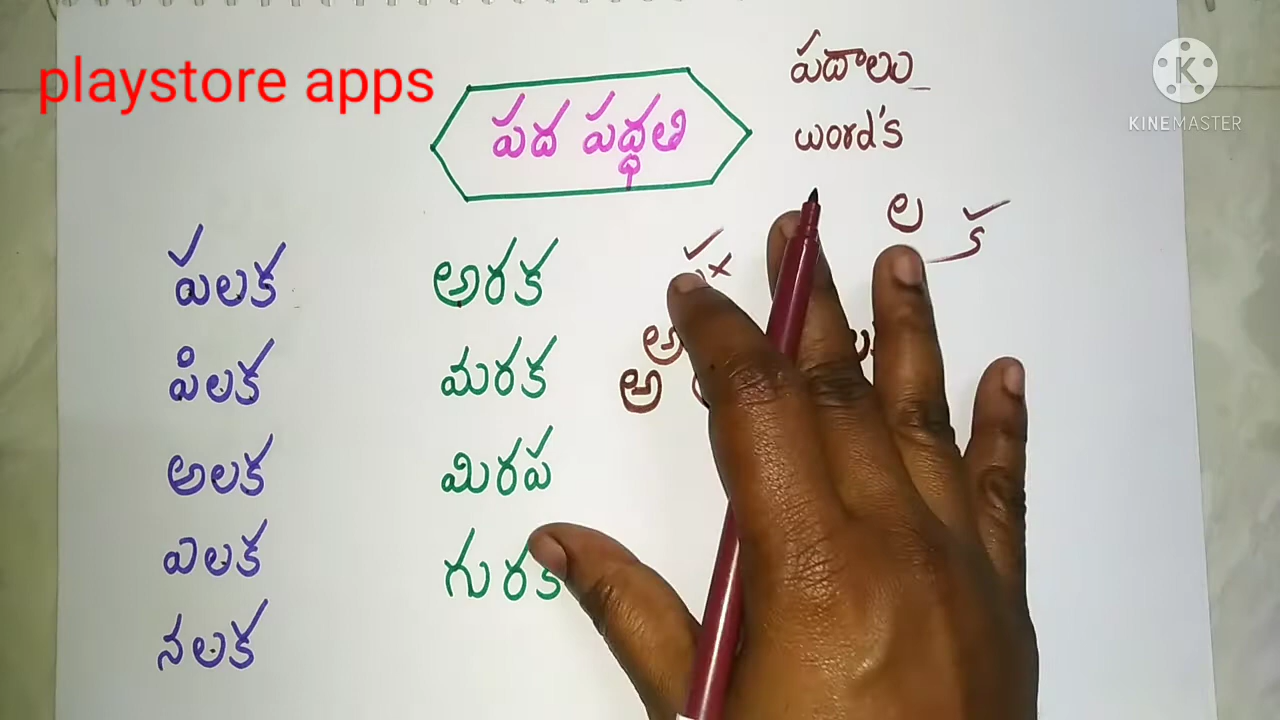 playstore apps
KINEMASTER
పద పద్ధతి
పదాలు
word's
ల క
పలక
పిలక
అలక
ఎలక
నలక
అరక
మరక
మిరప
గురక
అ
అ